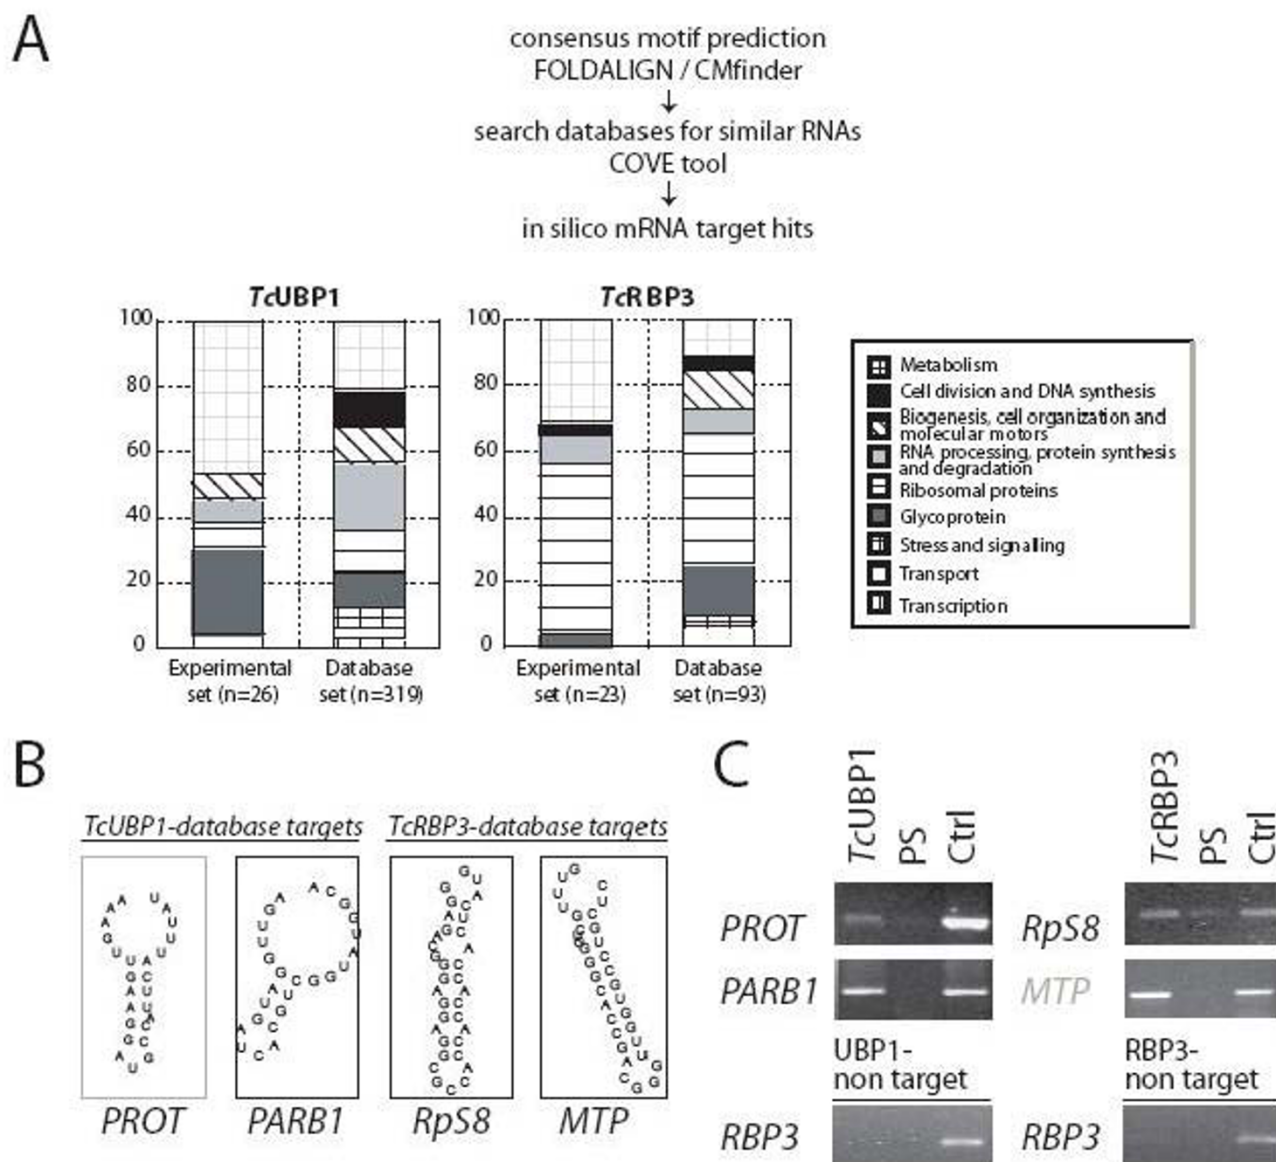 A
consensus motif prediction
FOLDALIGN / CMfinder
search databases for similar RNAs
COVE tool
in silico mRNA target hits
TcUBP1
TcRBP3
100
80
60
40
20
0
100
80
60
40
20
0
Experimental
set (n=26)
Database
set (n=319)
Experimental
set (n=23)
Database
set (n=93)
Metabolism
Cell division and DNA synthesis
Biogenesis, cell organization and
molecular motors
RNA processing, protein synthesis
and degradation
Ribosomal proteins
Glycoprotein
Stress and signalling
Transport
Transcription
B
TcUBP1-database targets
TcRBP3-database targets
PROT
PARB1
RpS8
MTP
C
TcUBP1
PS
Ctrl
TcRBP3
PS
Ctrl
PROT
RpS8
PARB1
MTP
UBP1-
non target
RBP3-
non target
RBP3
RBP3